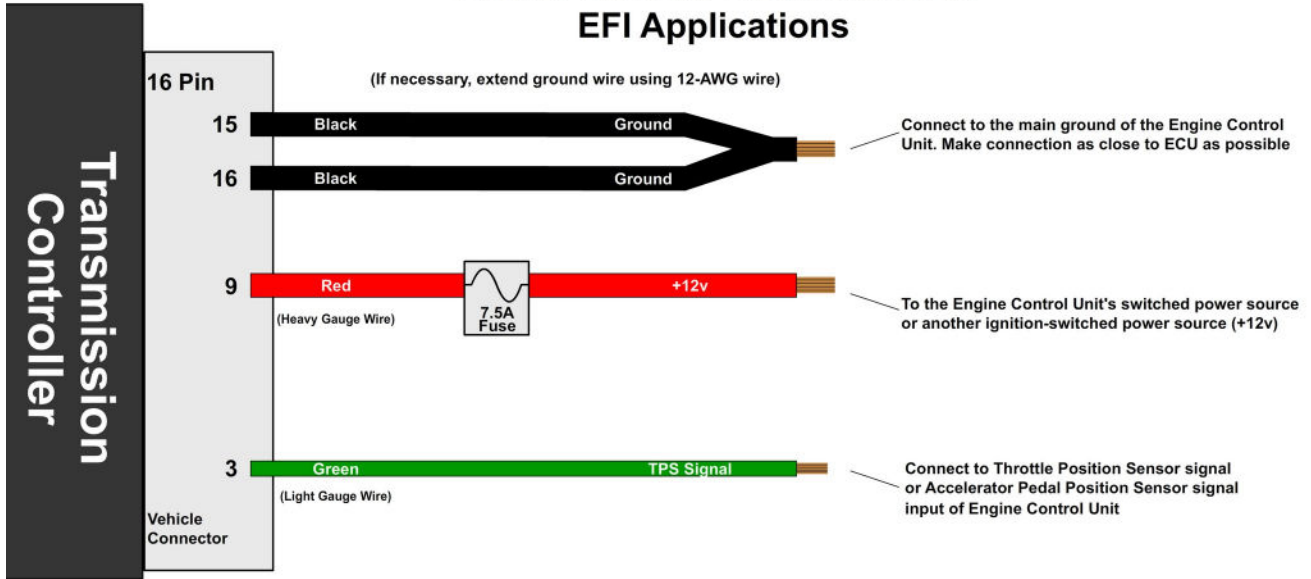 EFI Applications
(If necessary, extend ground wire using 12-AWG wire)
Transmission
Controller
16 Pin
15
Black
Ground
16
Black
Ground
Connect to the main ground of the Engine Control
Unit. Make connection as close to ECU as possible
9
Red
7.5A
Fuse
+12v
(Heavy Gauge Wire)
To the Engine Control Unit's switched power source
or another ignition-switched power source (+12v)
3
Green
TPS Signal
(Light Gauge Wire)
Connect to Throttle Position Sensor signal
or Accelerator Pedal Position Sensor signal
input of Engine Control Unit
Vehicle
Connector